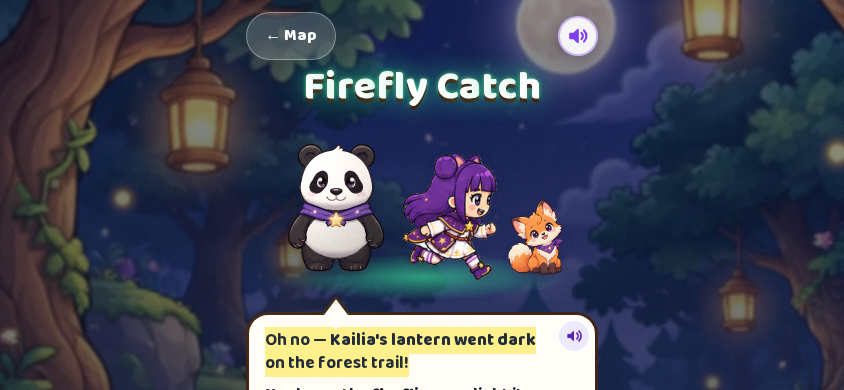 ← Map
Firefly Catch
Oh no — Kailia's lantern went dark
on the forest trail!